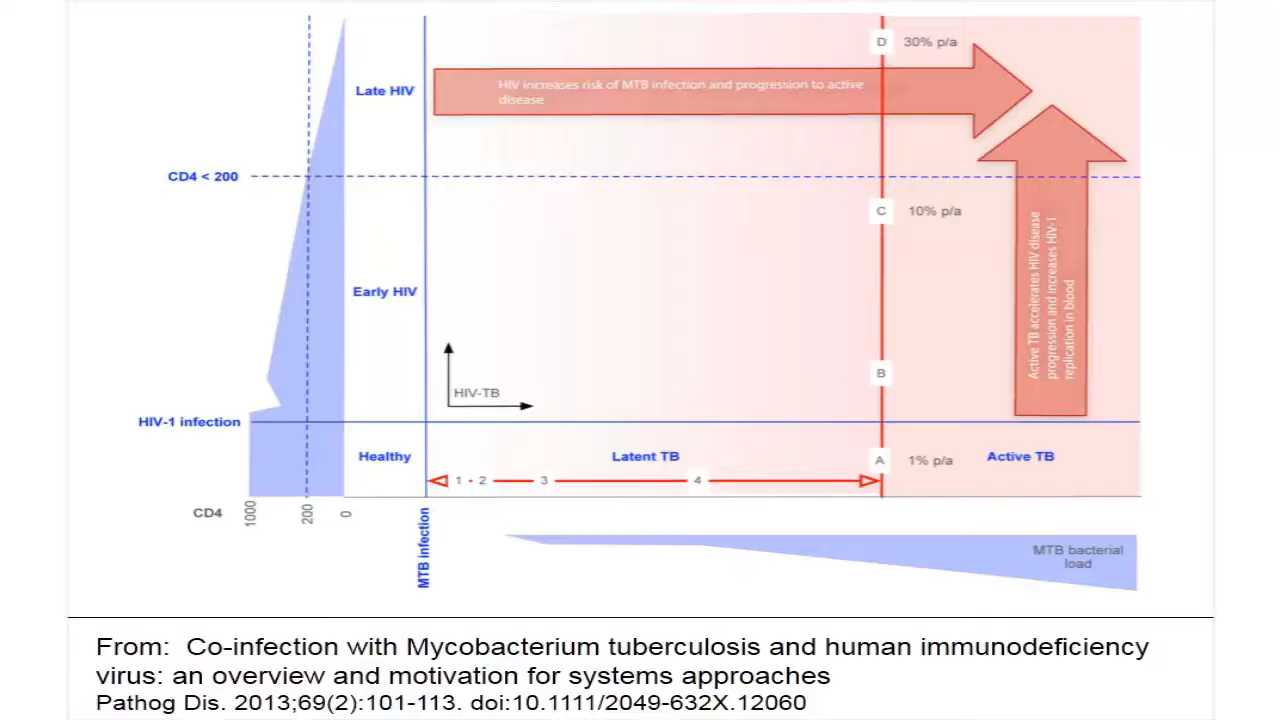 D 30% p/a
HIV increases risk of MTB infection and progression to active
disease
Late HIV
CD4 < 200
C 10% p/a
Active TB accelerates HIV disease
progression and increases HIV-1
replication in blood
Early HIV
B
HIV-TB
HIV-1 infection
Healthy
Latent TB
A 1% p/a
Active TB
1 - 2 3 4
CD4
1000
200
0
MTB infection
MTB bacterial
load
From: Co-infection with Mycobacterium tuberculosis and human immunodeficiency
virus: an overview and motivation for systems approaches
Pathog Dis. 2013;69(2):101-113. doi:10.1111/2049-632X.12060